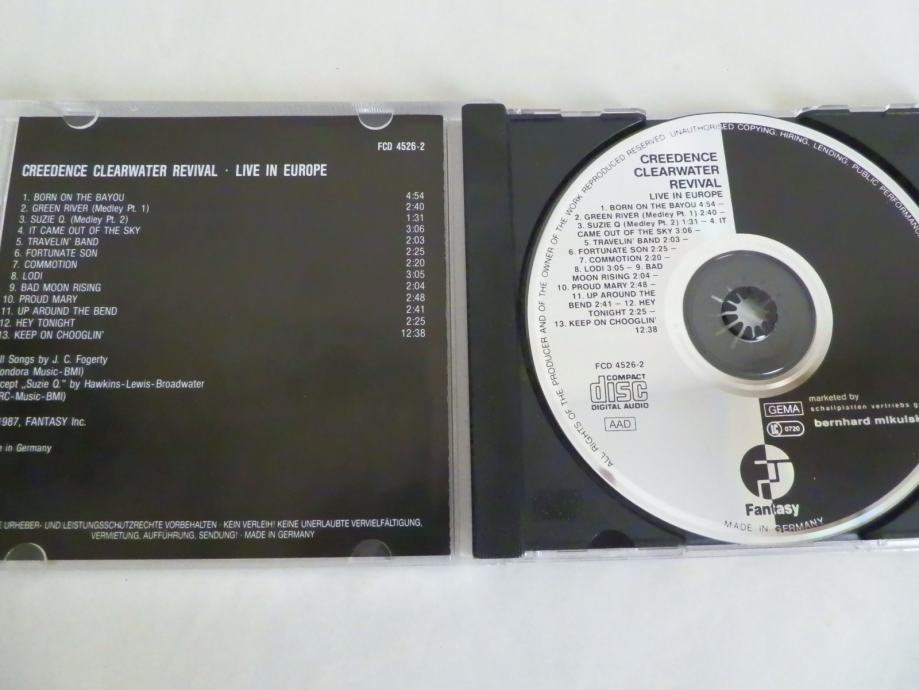 FCD 4526-2
CREEDENCE CLEARWATER REVIVAL · LIVE IN EUROPE
1. BORN ON THE BAYOU 4:54
2. GREEN RIVER (Medley Pt. 1) 2:40
3. SUZIE Q. (Medley Pt. 2) 1:31
4. IT CAME OUT OF THE SKY 3:06
5. TRAVELIN' BAND 2:03
6. FORTUNATE SON 2:25
7. COMMOTION 2:20
8. LODI 3:05
9. BAD MOON RISING 2:04
10. PROUD MARY 2:48
11. UP AROUND THE BEND 2:41
12. HEY TONIGHT 2:25
13. KEEP ON CHOOGLIN' 12:38
ll Songs by J. C. Fogerty
ondora Music-BMI)
cept „Suzie Q." by Hawkins-Lewis-Broadwater
RC-Music-BMI)
1987, FANTASY Inc.
e in Germany
E URHEBER- UND LEISTUNGSSCHUTZRECHTE VORBEHALTEN · KEIN VERLEIH! KEINE UNERLAUBTE VERVIELFÄLTIGUNG,
VERMIETUNG, AUFFÜHRUNG, SENDUNG! · MADE IN GERMANY
ALL RIGHTS OF THE PRODUCER AND OF THE OWNER OF THE WORK REPRODUCED RESERVED. UNAUTHORISED COPYING, HIRING, LENDING, PUBLIC PERFORMAN
CREEDENCE
CLEARWATER
REVIVAL
LIVE IN EUROPE
1. BORN ON THE BAYOU 4:54 –
2. GREEN RIVER (Medley Pt. 1) 2:40 –
3. SUZIE Q. (Medley Pt. 2) 1:31 – 4. IT
CAME OUT OF THE SKY 3:06 –
5. TRAVELIN' BAND 2:03 –
6. FORTUNATE SON 2:25 –
7. COMMOTION 2:20 –
8. LODI 3:05 – 9. BAD
MOON RISING 2:04 –
10. PROUD MARY 2:48 –
11. UP AROUND THE
BEND 2:41 – 12. HEY
TONIGHT 2:25 –
13. KEEP ON CHOOGLIN'
12:38
FCD 4526-2
COMPACT
disc
DIGITAL AUDIO
AAD
marketed by
schallplatten vertriebs g
GEMA
LC 0720
bernhard mikulsk
Fantasy
MADE IN GERMANY